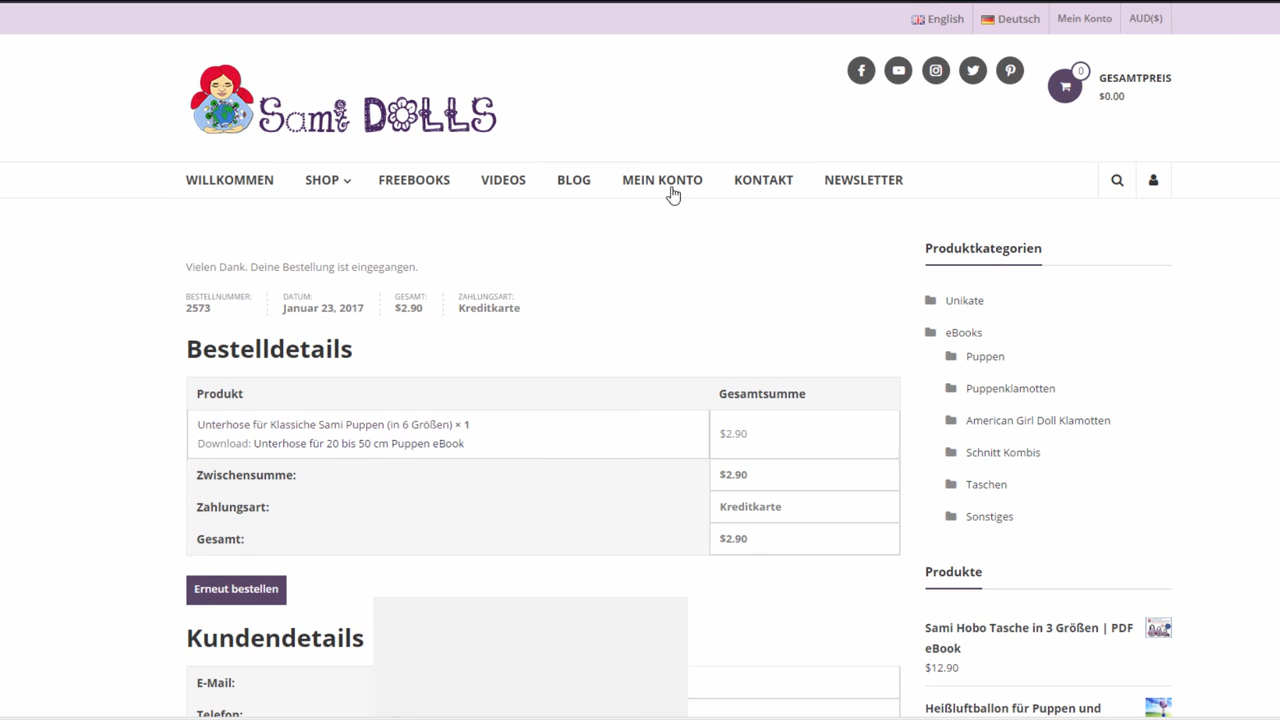 English
Deutsch
Mein Konto
AUD($)
Sami DOLLS
0
GESAMTPREIS
$0.00
WILLKOMMEN
SHOP
FREEBOOKS
VIDEOS
BLOG
MEIN KONTO
KONTAKT
NEWSLETTER
Vielen Dank. Deine Bestellung ist eingegangen.
BESTELLNUMMER:
2573
DATUM:
Januar 23, 2017
GESAMT:
$2.90
ZAHLUNGSART:
Kreditkarte
Bestelldetails
Produkt
Gesamtsumme
Unterhose für Klassiche Sami Puppen (in 6 Größen) × 1
Download: Unterhose für 20 bis 50 cm Puppen eBook
$2.90
Zwischensumme:
$2.90
Zahlungsart:
Kreditkarte
Gesamt:
$2.90
Erneut bestellen
Kundendetails
E-Mail:
Telefon:
Produktkategorien
Unikate
eBooks
Puppen
Puppenklamotten
American Girl Doll Klamotten
Schnitt Kombis
Taschen
Sonstiges
Produkte
Sami Hobo Tasche in 3 Größen | PDF
eBook
$12.90
Heißluftballon für Puppen und